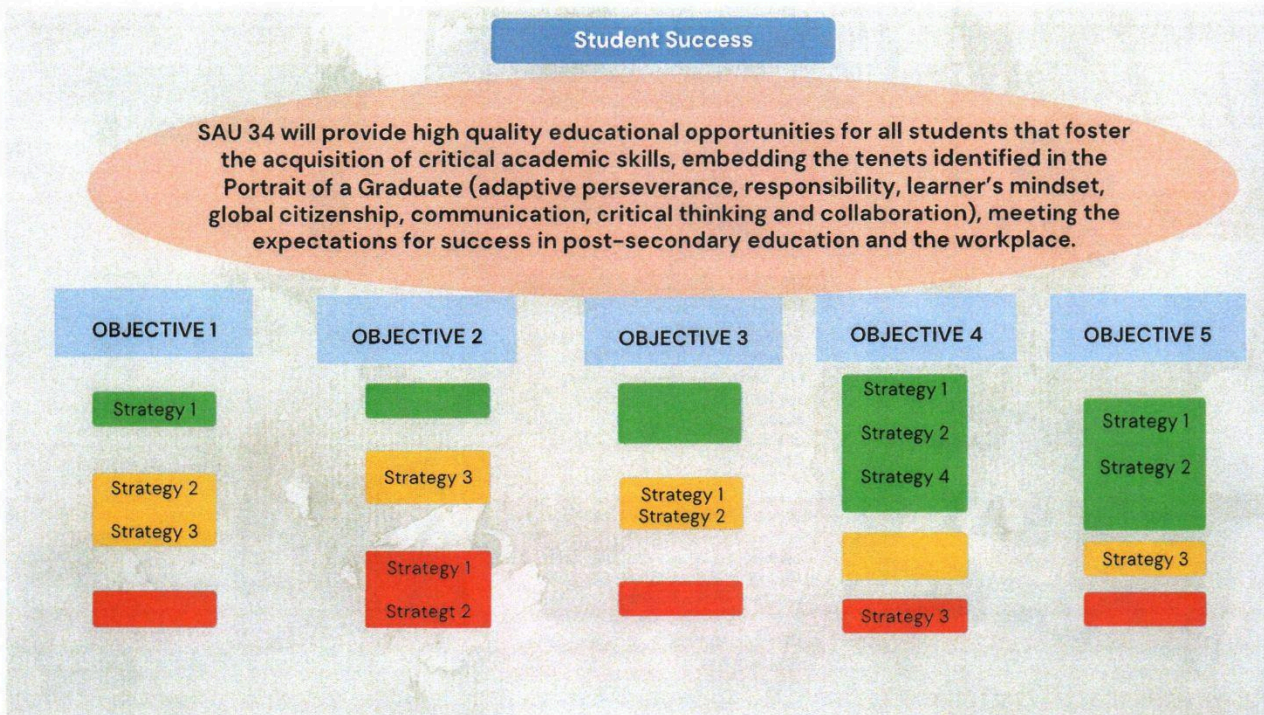 Student Success
SAU 34 will provide high quality educational opportunities for all students that foster
the acquisition of critical academic skills, embedding the tenets identified in the
Portrait of a Graduate (adaptive perseverance, responsibility, learner's mindset,
global citizenship, communication, critical thinking and collaboration), meeting the
expectations for success in post-secondary education and the workplace.
OBJECTIVE 1
Strategy 1
Strategy 2
Strategy 3
OBJECTIVE 2
Strategy 3
Strategy 1
Strategt 2
OBJECTIVE 3
Strategy 1
Strategy 2
OBJECTIVE 4
Strategy 1
Strategy 2
Strategy 4
Strategy 3
OBJECTIVE 5
Strategy 1
Strategy 2
Strategy 3